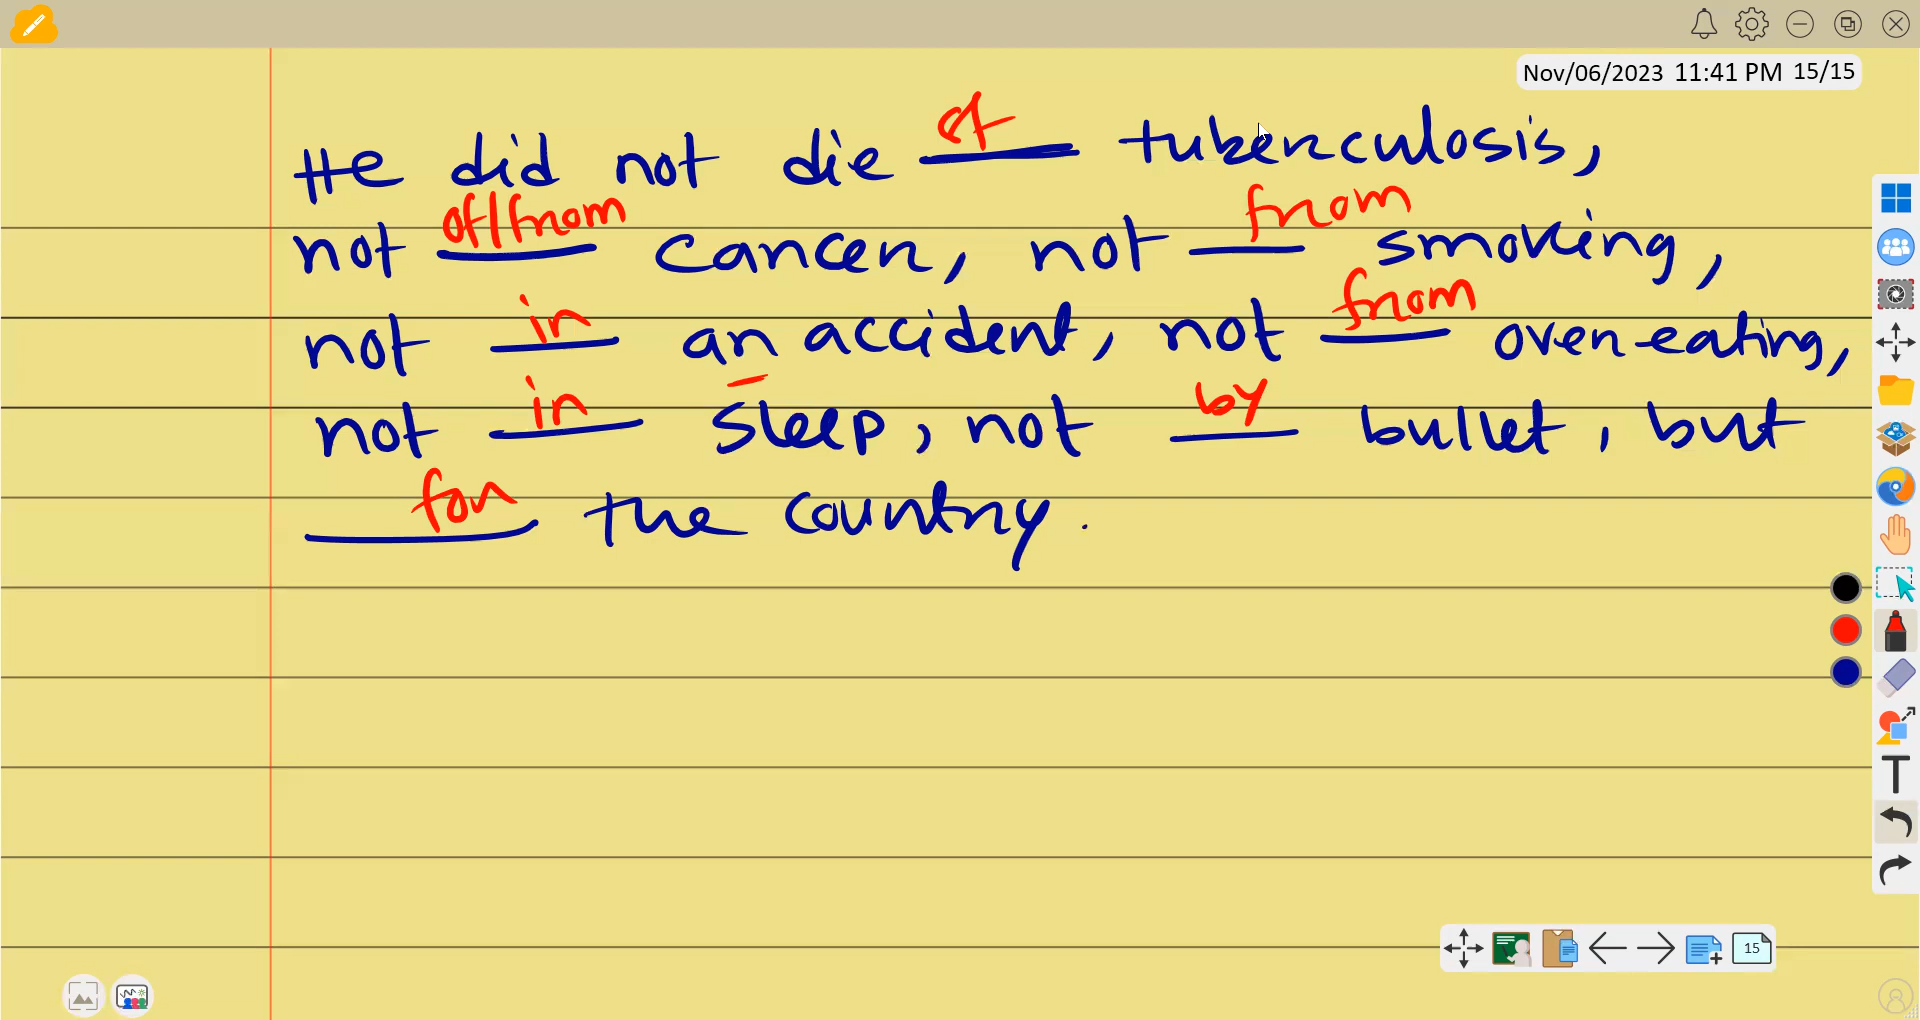 Nov/06/2023 11:41 PM 15/15
He did not die of tuberculosis,
not of/from cancer, not from smoking,
not in an accident, not from over-eating,
not in sleep, not by bullet, but
for the country.
T
15